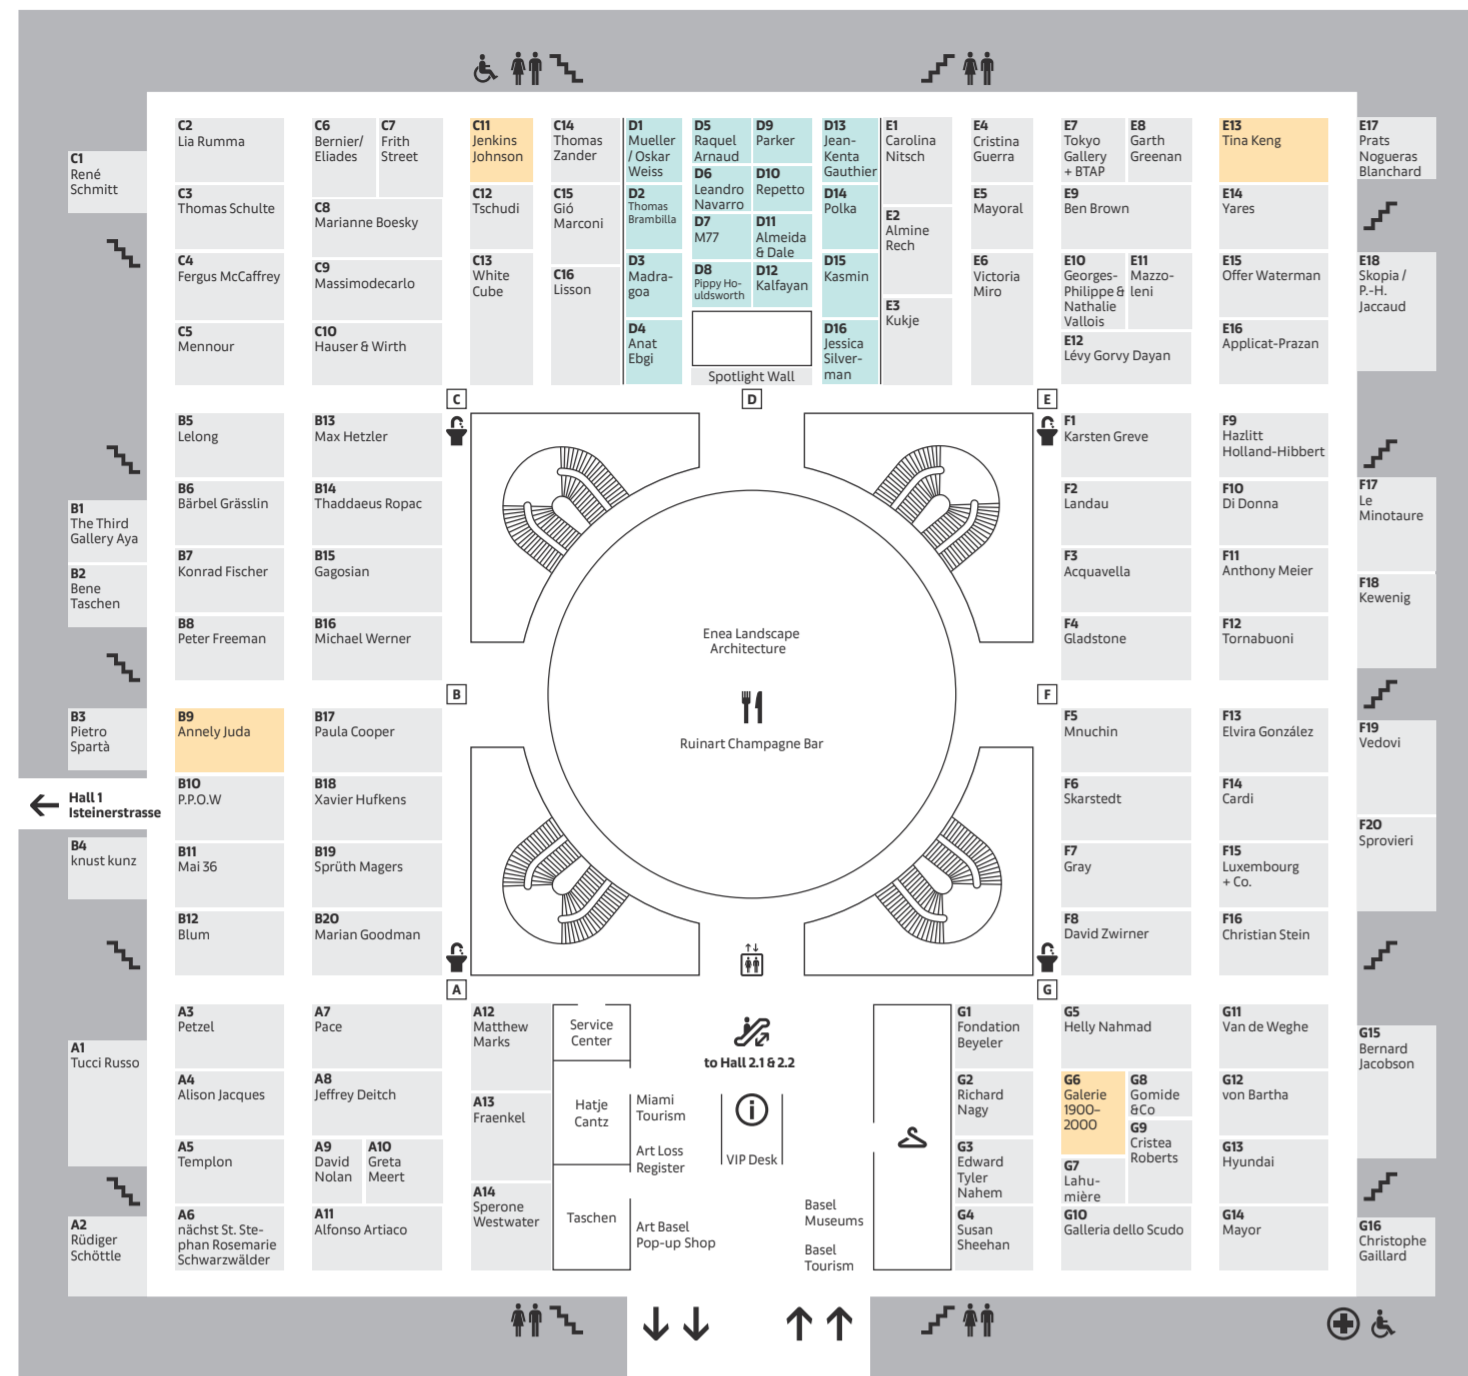 C1
René
Schmitt
C2
Lia Rumma
C3
Thomas Schulte
C4
Fergus McCaffrey
C5
Mennour
C6
Bernier/
Eliades
C7
Frith
Street
C8
Marianne Boesky
C9
Massimodecarlo
C10
Hauser & Wirth
C11
Jenkins
Johnson
C12
Tschudi
C13
White
Cube
C14
Thomas
Zander
C15
Gió
Marconi
C16
Lisson
D1
Mueller
/ Oskar
Weiss
D2
Thomas
Brambilla
D3
Madra-
goa
D4
Anat
Ebgi
D5
Raquel
Arnaud
D6
Leandro
Navarro
D7
M77
D8
Pippy Ho-
uldsworth
D9
Parker
D10
Repetto
D11
Almeida
& Dale
D12
Kalfayan
Spotlight Wall
D13
Jean-
Kenta
Gauthier
D14
Polka
D15
Kasmin
D16
Jessica
Silver-
man
E1
Carolina
Nitsch
E2
Almine
Rech
E3
Kukje
E4
Cristina
Guerra
E5
Mayoral
E6
Victoria
Miro
E7
Tokyo
Gallery
+ BTAP
E8
Garth
Greenan
E9
Ben Brown
E10
Georges-
Philippe &
Nathalie
Vallois
E11
Mazzo-
leni
E12
Lévy Gorvy Dayan
E13
Tina Keng
E14
Yares
E15
Offer Waterman
E16
Applicat-Prazan
E17
Prats
Nogueras
Blanchard
E18
Skopia /
P.-H.
Jaccaud
C
D
E
B1
The Third
Gallery Aya
B2
Bene
Taschen
B3
Pietro
Spartà
Hall 1
Isteinerstrasse
B4
knust kunz
B5
Lelong
B6
Bärbel Grässlin
B7
Konrad Fischer
B8
Peter Freeman
B9
Annely Juda
B10
P.P.O.W
B11
Mai 36
B12
Blum
B13
Max Hetzler
B14
Thaddaeus Ropac
B15
Gagosian
B16
Michael Werner
B17
Paula Cooper
B18
Xavier Hufkens
B19
Sprüth Magers
B20
Marian Goodman
B
Enea Landscape
Architecture
Ruinart Champagne Bar
F
F1
Karsten Greve
F2
Landau
F3
Acquavella
F4
Gladstone
F5
Mnuchin
F6
Skarstedt
F7
Gray
F8
David Zwirner
F9
Hazlitt
Holland-Hibbert
F10
Di Donna
F11
Anthony Meier
F12
Tornabuoni
F13
Elvira González
F14
Cardi
F15
Luxembourg
+ Co.
F16
Christian Stein
F17
Le
Minotaure
F18
Kewenig
F19
Vedovi
F20
Sprovieri
A
G
A1
Tucci Russo
A2
Rüdiger
Schöttle
A3
Petzel
A4
Alison Jacques
A5
Templon
A6
nächst St. Ste-
phan Rosemarie
Schwarzwälder
A7
Pace
A8
Jeffrey Deitch
A9
David
Nolan
A10
Greta
Meert
A11
Alfonso Artiaco
A12
Matthew
Marks
A13
Fraenkel
A14
Sperone
Westwater
Service
Center
Hatje
Cantz
Taschen
Miami
Tourism
Art Loss
Register
Art Basel
Pop-up Shop
to Hall 2.1 & 2.2
i
VIP Desk
Basel
Museums
Basel
Tourism
G1
Fondation
Beyeler
G2
Richard
Nagy
G3
Edward
Tyler
Nahem
G4
Susan
Sheehan
G5
Helly Nahmad
G6
Galerie
1900–
2000
G7
Lahu-
mière
G8
Gomide
&Co
G9
Cristea
Roberts
G10
Galleria dello Scudo
G11
Van de Weghe
G12
von Bartha
G13
Hyundai
G14
Mayor
G15
Bernard
Jacobson
G16
Christophe
Gaillard